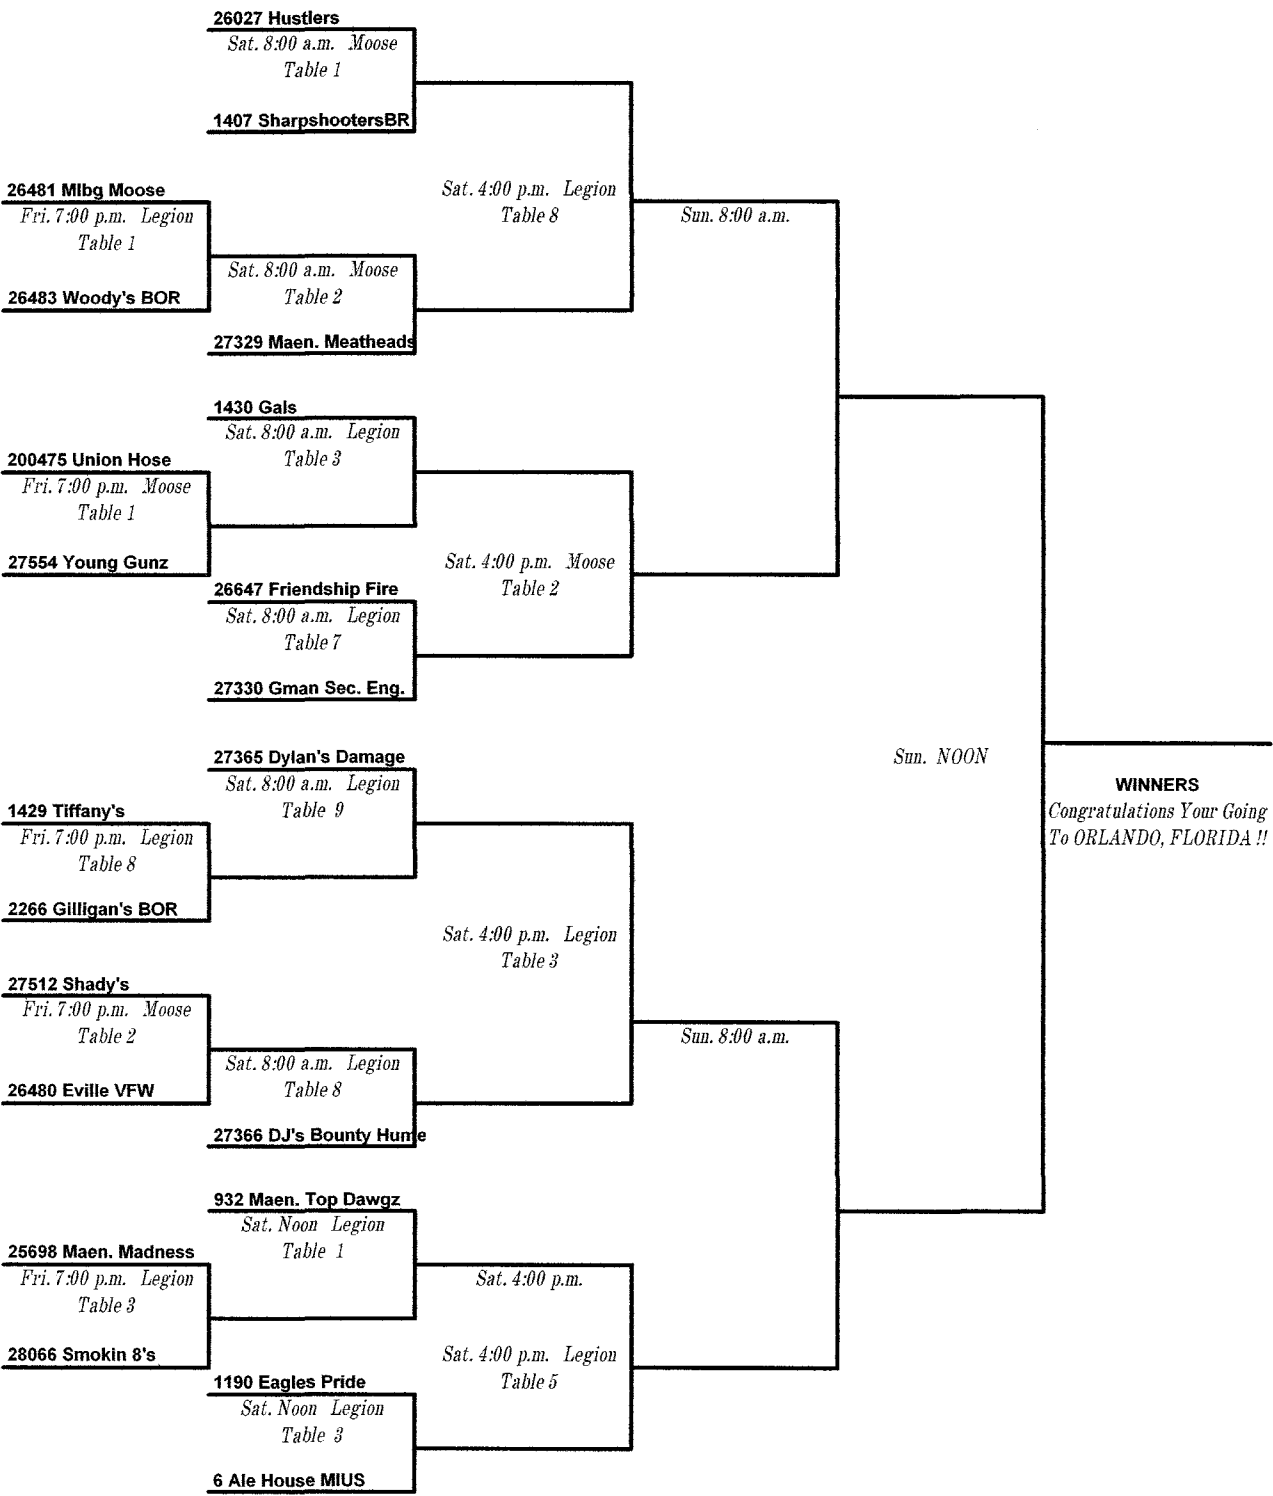 26027 Hustlers
Sat. 8:00 a.m. Moose
Table 1
1407 SharpshootersBR
26481 Mlbg Moose
Fri. 7:00 p.m. Legion
Table 1
26483 Woody's BOR
Sat. 8:00 a.m. Moose
Table 2
27329 Maen. Meatheads
Sat. 4:00 p.m. Legion
Table 8
Sun. 8:00 a.m.
1430 Gals
Sat. 8:00 a.m. Legion
Table 3
200475 Union Hose
Fri. 7:00 p.m. Moose
Table 1
27554 Young Gunz
26647 Friendship Fire
Sat. 8:00 a.m. Legion
Table 7
27330 Gman Sec. Eng.
Sat. 4:00 p.m. Moose
Table 2
27365 Dylan's Damage
Sat. 8:00 a.m. Legion
Table 9
1429 Tiffany's
Fri. 7:00 p.m. Legion
Table 8
2266 Gilligan's BOR
Sat. 4:00 p.m. Legion
Table 3
27512 Shady's
Fri. 7:00 p.m. Moose
Table 2
26480 Eville VFW
Sat. 8:00 a.m. Legion
Table 8
27366 DJ's Bounty Hume
Sun. 8:00 a.m.
932 Maen. Top Dawgz
Sat. Noon Legion
Table 1
25698 Maen. Madness
Fri. 7:00 p.m. Legion
Table 3
28066 Smokin 8's
Sat. 4:00 p.m.
Sat. 4:00 p.m. Legion
Table 5
1190 Eagles Pride
Sat. Noon Legion
Table 3
6 Ale House MIUS
Sun. NOON
WINNERS
Congratulations Your Going
To ORLANDO, FLORIDA !!